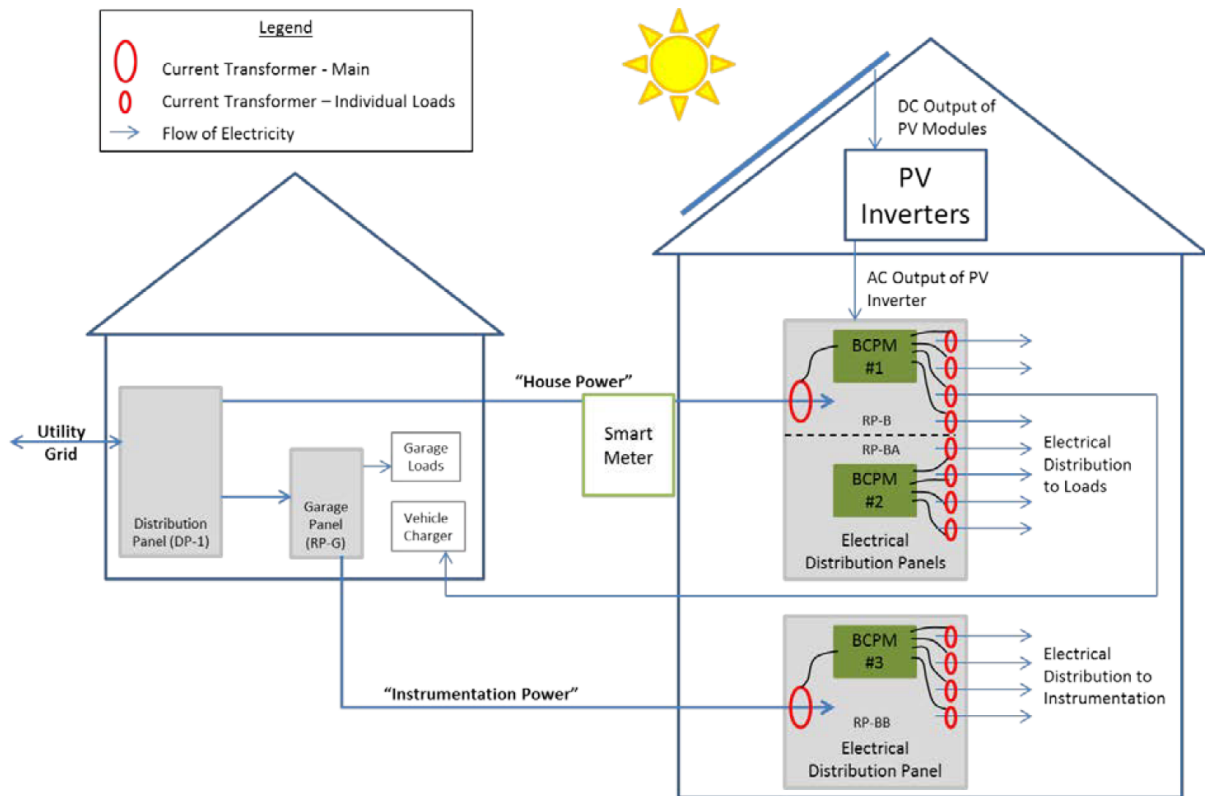 Legend
Current Transformer - Main
Current Transformer – Individual Loads
Flow of Electricity
DC Output of
PV Modules
PV
Inverters
AC Output of PV
Inverter
BCPM
#1
RP-B
RP-BA
BCPM
#2
Electrical
Distribution Panels
Electrical
Distribution
to Loads
“House Power”
Smart
Meter
Utility
Grid
Distribution
Panel (DP-1)
Garage
Panel
(RP-G)
Garage
Loads
Vehicle
Charger
“Instrumentation Power”
BCPM
#3
RP-BB
Electrical
Distribution Panel
Electrical
Distribution to
Instrumentation